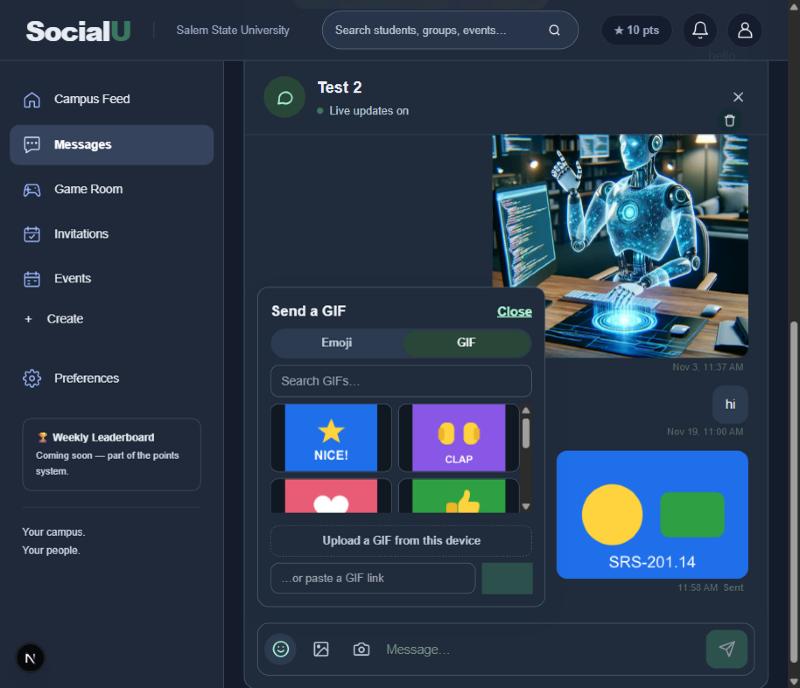 SocialU
Salem State University
Search students, groups, events...
★ 10 pts
hello
Campus Feed
Messages
Game Room
Invitations
Events
+ Create
Preferences
Weekly Leaderboard
Coming soon — part of the points
system.
Your campus.
Your people.
N
Test 2
Live updates on
Nov 3, 11:37 AM
hi
Nov 19, 11:00 AM
SRS-201.14
11:58 AM Sent
Send a GIF
Close
Emoji
GIF
Search GIFs...
NICE!
CLAP
Upload a GIF from this device
...or paste a GIF link
Message...